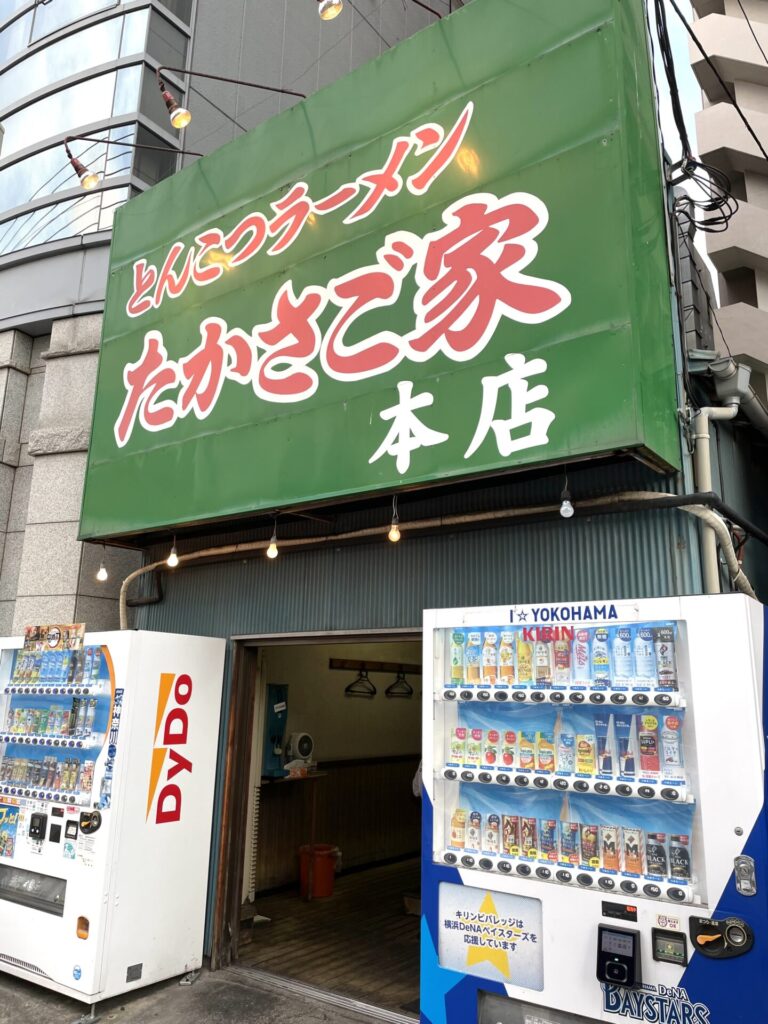 とんこつラーメン
たかさご家
本店
DyDo
I☆YOKOHAMA
KIRIN
キリンビバレッジは
横浜DeNAベイスターズを
応援しています
YOKOHAMA DeNA
BAYSTARS